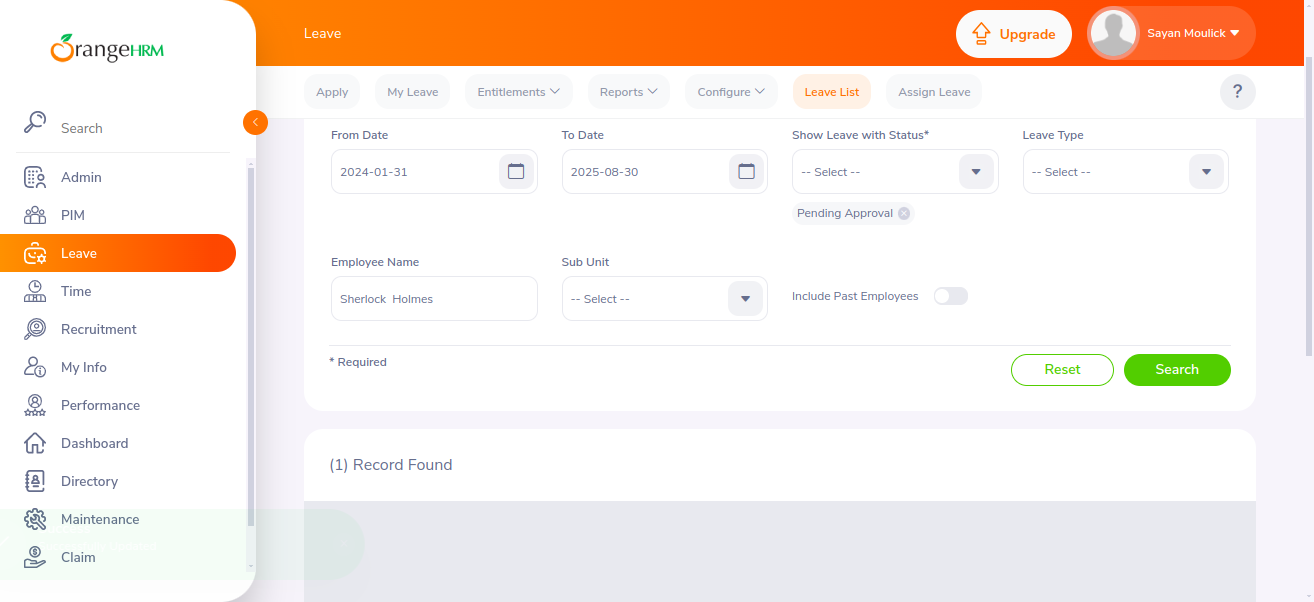 OrangeHRM
Leave
Upgrade
Sayan Moulick
Apply
My Leave
Entitlements
Reports
Configure
Leave List
Assign Leave
?
Search
Admin
PIM
Leave
Time
Recruitment
My Info
Performance
Dashboard
Directory
Maintenance
Claim
From Date
To Date
Show Leave with Status*
Leave Type
2024-01-31
2025-08-30
-- Select --
-- Select --
Pending Approval
Employee Name
Sub Unit
Sherlock  Holmes
-- Select --
Include Past Employees
* Required
Reset
Search
(1) Record Found